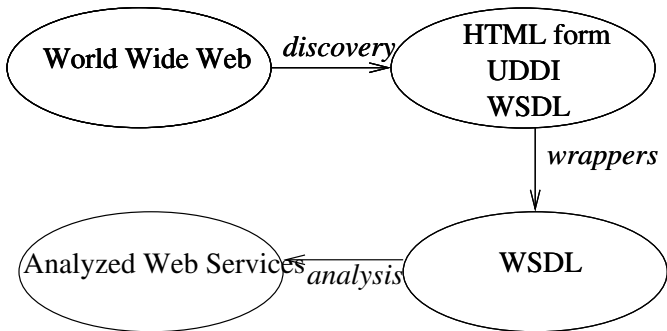 World Wide Web
discovery
HTML form
UDDI
WSDL
wrappers
WSDL
analysis
Analyzed Web Services